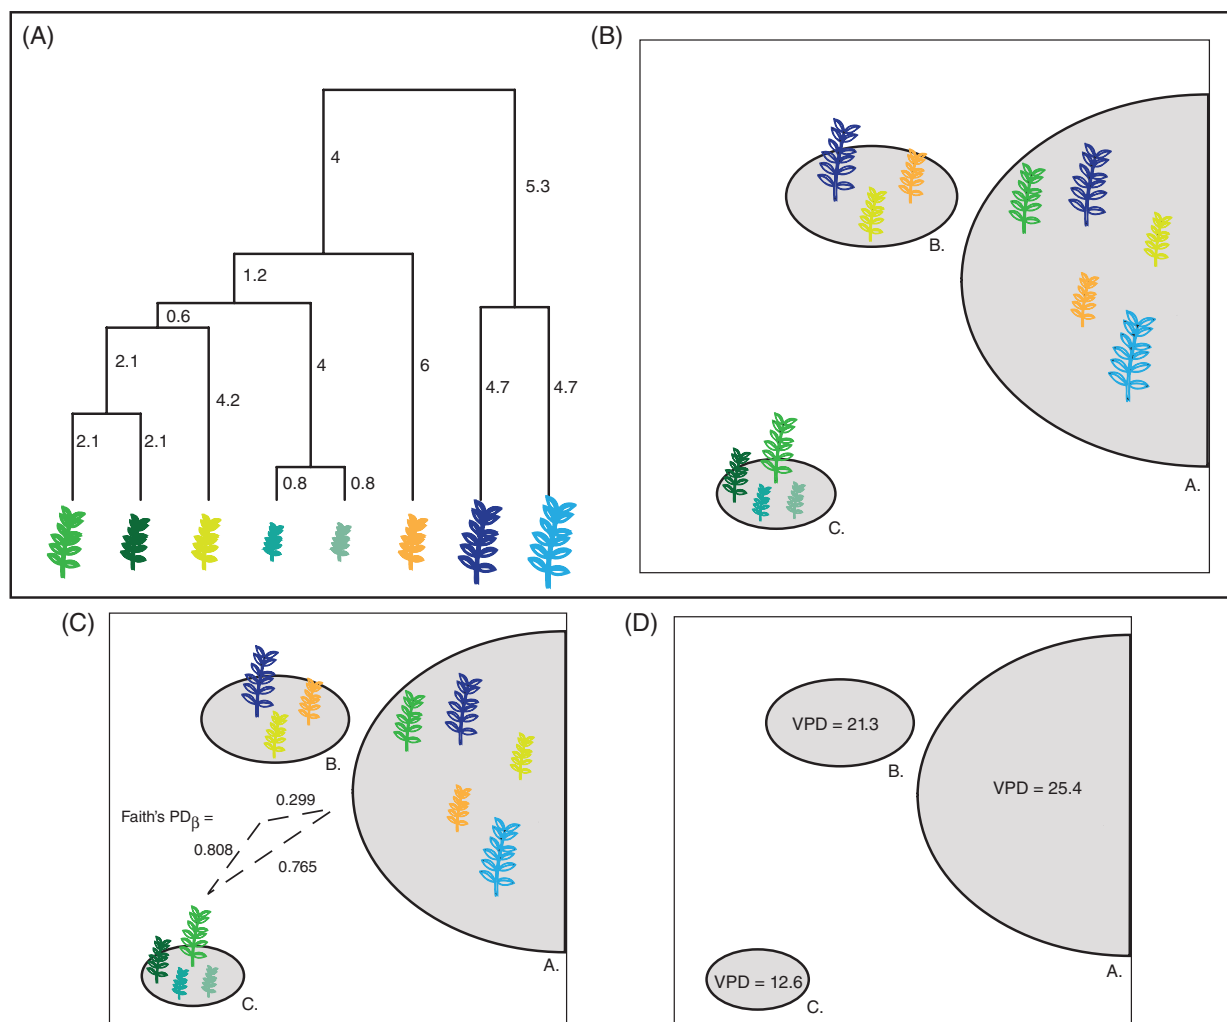 (A)
4
5.3
1.2
0.6
2.1
4
6
4.2
4.7
4.7
2.1
2.1
0.8
0.8
(B)
B.
A.
C.
(C)
B.
0.299
Faith's PDβ =
0.808
0.765
A.
C.
(D)
VPD = 21.3
B.
VPD = 25.4
A.
VPD = 12.6
C.